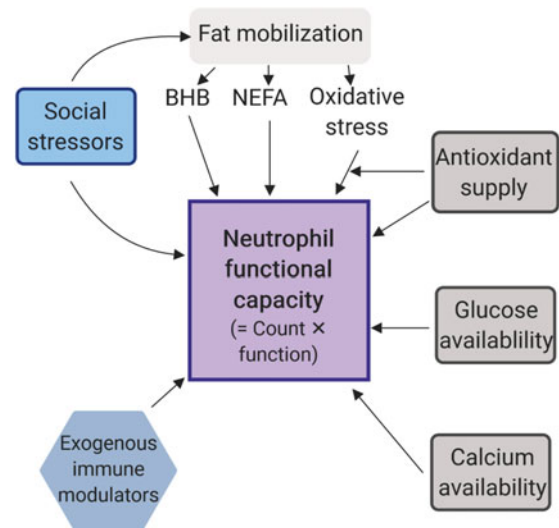 Fat mobilization
BHB
NEFA
Oxidative
stress
Social
stressors
Antioxidant
supply
Neutrophil
functional
capacity
(= Count ×
function)
Glucose
availablility
Exogenous
immune
modulators
Calcium
availability